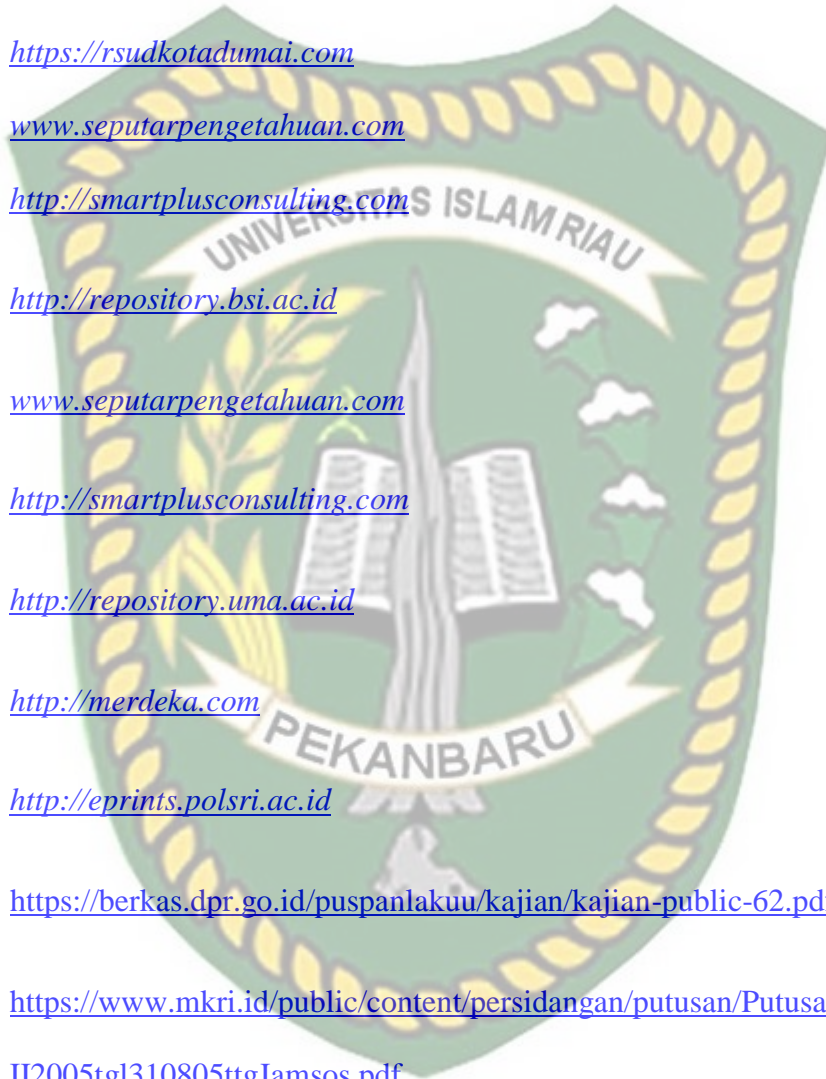 https://rsudkotadumai.com
www.seputarpengetahuan.com
http://smartplusconsulting.com
UNIVERSITAS ISLAM RIAU
http://repository.bsi.ac.id
www.seputarpengetahuan.com
http://smartplusconsulting.com
http://repository.uma.ac.id
http://merdeka.com
PEKANBARU
http://eprints.polsri.ac.id
https://berkas.dpr.go.id/puspanlakuu/kajian/kajian-public-62.pd
https://www.mkri.id/public/content/persidangan/putusan/Putusa
II2005tgl310805ttgJamsos.pdf